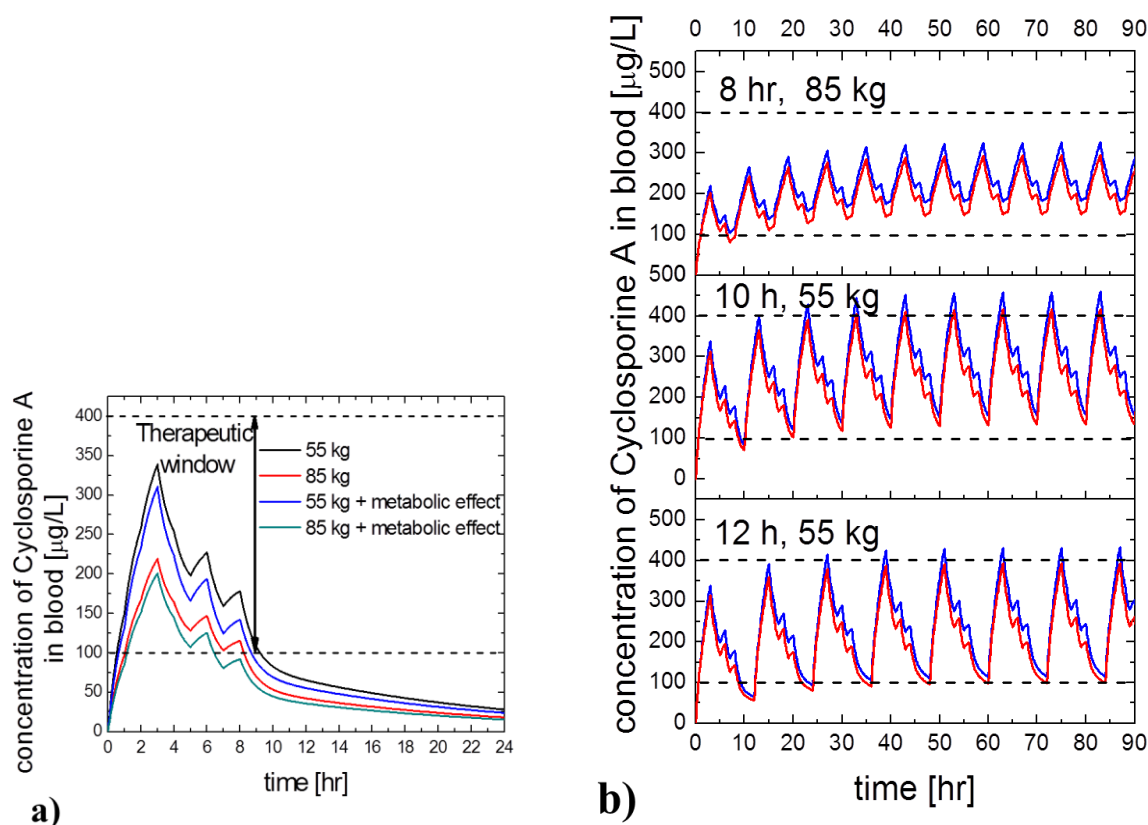 concentration of Cyclosporine A
in blood [µg/L]
400
350
300
250
200
150
100
50
0
Therapeutic
window
55 kg
85 kg
55 kg + metabolic effect
85 kg + metabolic effect
0 2 4 6 8 10 12 14 16 18 20 22 24
time [hr]
a)
concentration of Cyclosporine A in blood [µg/L]
0 10 20 30 40 50 60 70 80 90
500
400
300
200
100
8 hr, 85 kg
500
400
300
200
100
0
10 h, 55 kg
500
400
300
200
100
0
12 h, 55 kg
0 10 20 30 40 50 60 70 80 90
time [hr]
b)